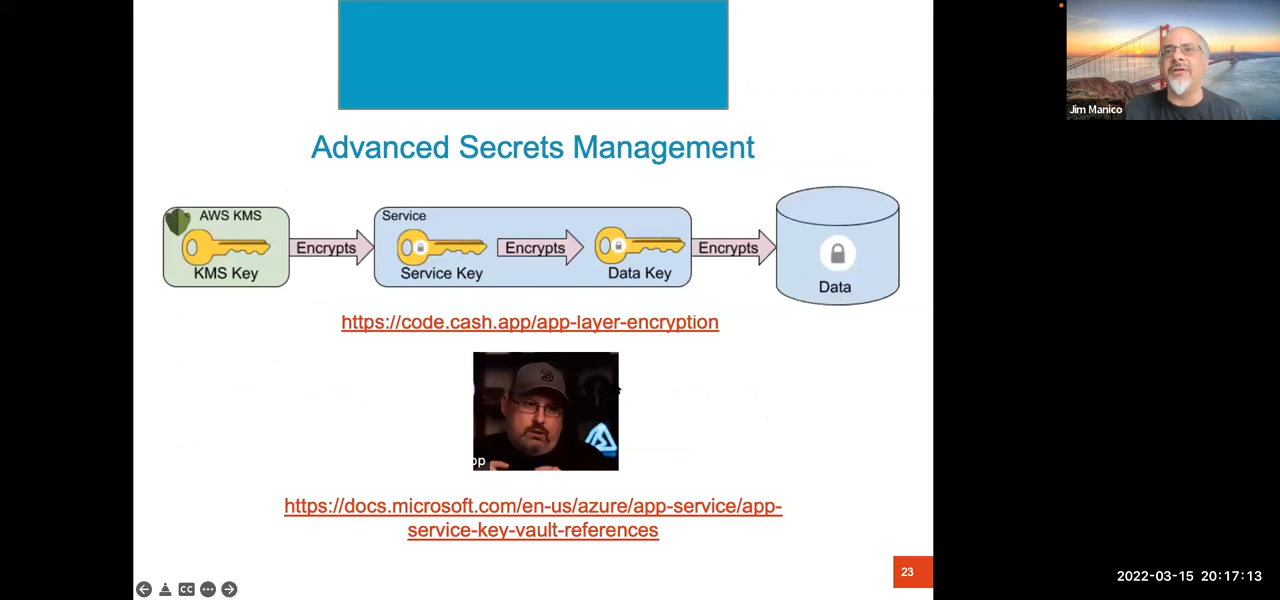 Advanced Secrets Management
AWS KMS
KMS Key
Encrypts
Service
Service Key
Encrypts
Data Key
Encrypts
Data
https://code.cash.app/app-layer-encryption
op
https://docs.microsoft.com/en-us/azure/app-service/app-
service-key-vault-references
23
CC
Jim Manico
2022-03-15 20:17:13